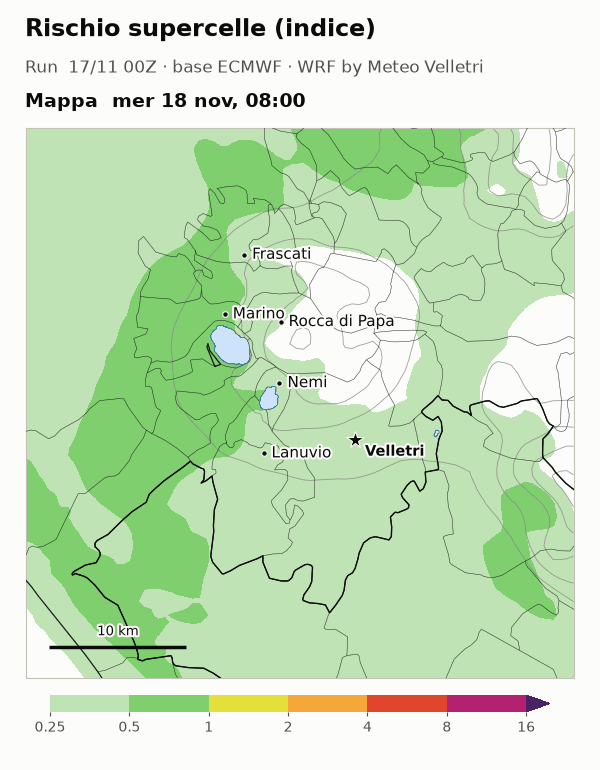 Rischio supercelle (indice)
Run  17/11 00Z · base ECMWF · WRF by Meteo Velletri
Mappa  mer 18 nov, 08:00
Frascati
Marino
Rocca di Papa
Nemi
Velletri
Lanuvio
10 km
0.25 0.5 1 2 4 8 16